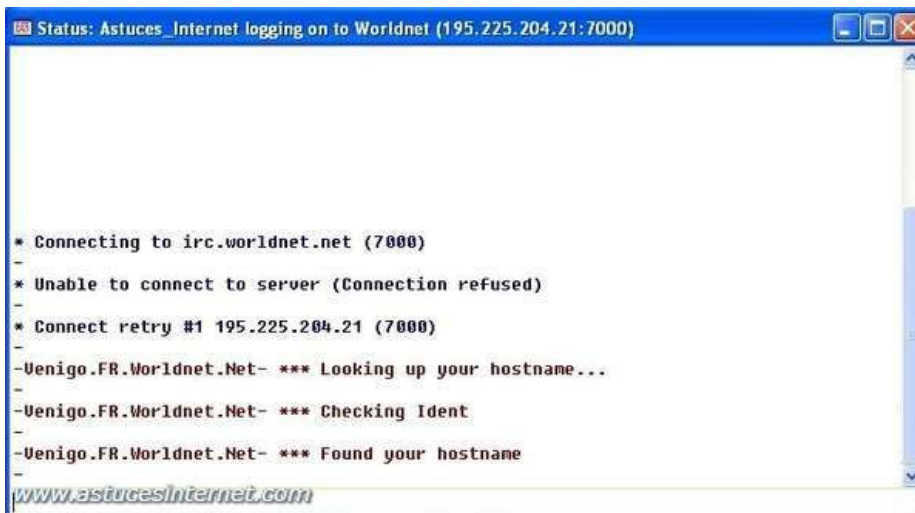 Status: Astuces_Internet logging on to Worldnet (195.225.204.21:7000)
* Connecting to irc.worldnet.net (7000)
-
* Unable to connect to server (Connection refused)
-
* Connect retry #1 195.225.204.21 (7000)
-
-Venigo.FR.Worldnet.Net- *** Looking up your hostname...
-
-Venigo.FR.Worldnet.Net- *** Checking Ident
-
-Venigo.FR.Worldnet.Net- *** Found your hostname
-
www.astucesinternet.com